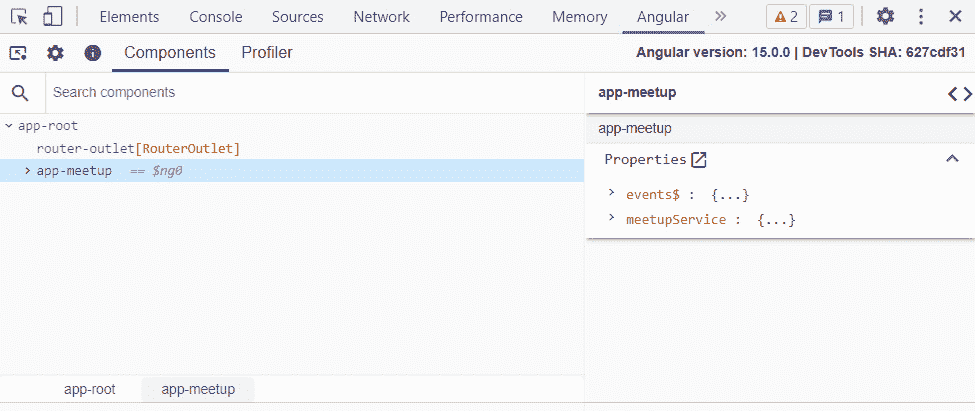 Elements Console Sources Network Performance Memory Angular » 2 1
Components Profiler Angular version: 15.0.0 | DevTools SHA: 627cdf31
Search components
app-meetup
app-root
app-meetup
router-outlet[RouterOutlet]
Properties
app-meetup == $ng0
events$ : {...}
meetupService : {...}
app-root app-meetup